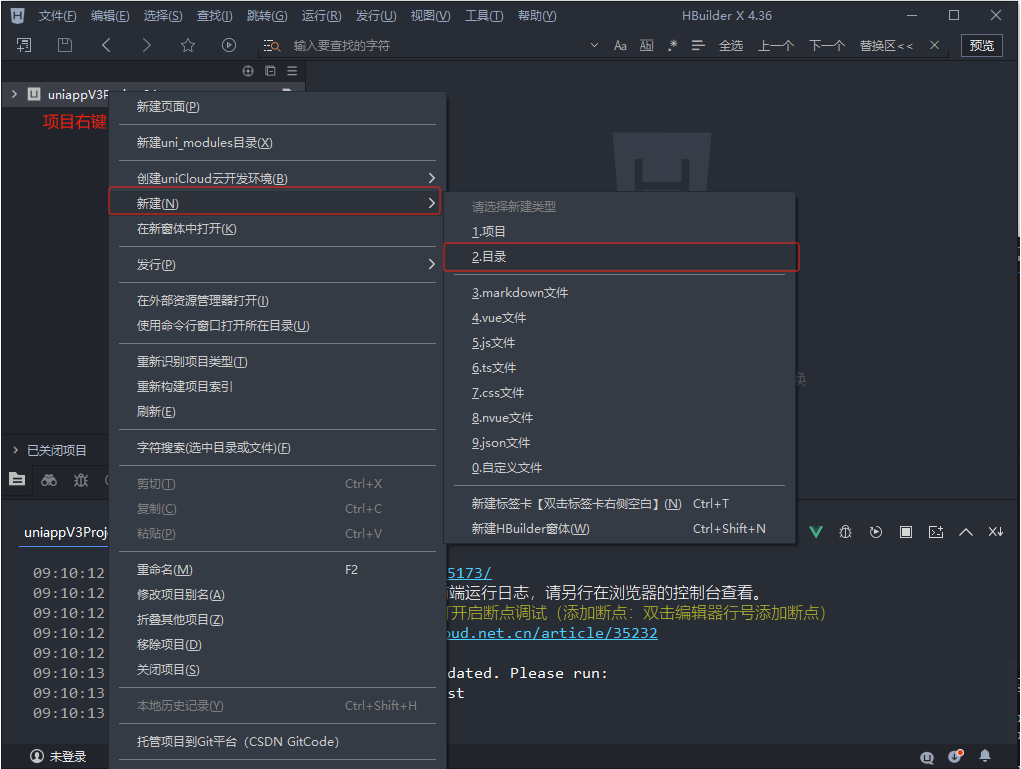 文件(F) 编辑(E) 选择(S) 查找(I) 跳转(G) 运行(R) 发行(U) 视图(V) 工具(T) 帮助(Y) HBuilder X 4.36
输入要查找的字符 Aa 全选 上一个 下一个 替换区<< 预览
uniappV3P
项目右键
新建页面(P)
新建uni_modules目录(X)
创建uniCloud云开发环境(B)
新建(N)
在新窗体中打开(K)
发行(P)
在外部资源管理器打开(I)
使用命令行窗口打开所在目录(U)
重新识别项目类型(T)
重新构建项目索引
刷新(E)
字符搜索(选中目录或文件)(F)
剪切(T) Ctrl+X
复制(C) Ctrl+C
粘贴(P) Ctrl+V
重命名(M) F2
修改项目别名(A)
折叠其他项目(Z)
移除项目(D)
关闭项目(S)
本地历史记录(Y) Ctrl+Shift+H
托管项目到Git平台（CSDN GitCode）
请选择新建类型
1.项目
2.目录
3.markdown文件
4.vue文件
5.js文件
6.ts文件
7.css文件
8.nvue文件
9.json文件
0.自定义文件
新建标签卡【双击标签卡右侧空白】(N) Ctrl+T
新建HBuilder窗体(W) Ctrl+Shift+N
换
已关闭项目
uniappV3Proj
09:10:12 5173/
09:10:12 端运行日志，请另行在浏览器的控制台查看。
09:10:12 开启断点调试（添加断点：双击编辑器行号添加断点）
09:10:12 oud.net.cn/article/35232
09:10:12
09:10:13 dated. Please run:
09:10:13 st
09:10:13
未登录